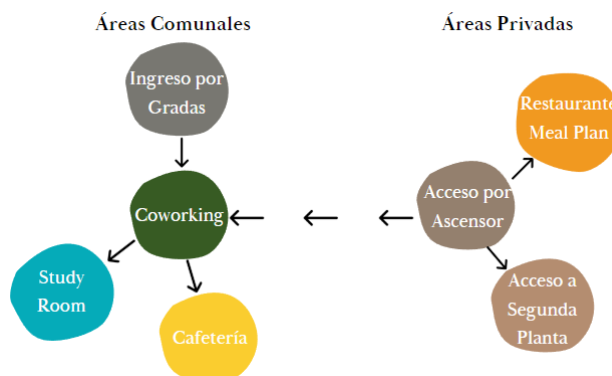 Áreas Comunales
Áreas Privadas
Ingreso por
Gradas
Restaurante
Meal Plan
Coworking
Acceso por
Ascensor
Study
Room
Cafetería
Acceso a
Segunda
Planta